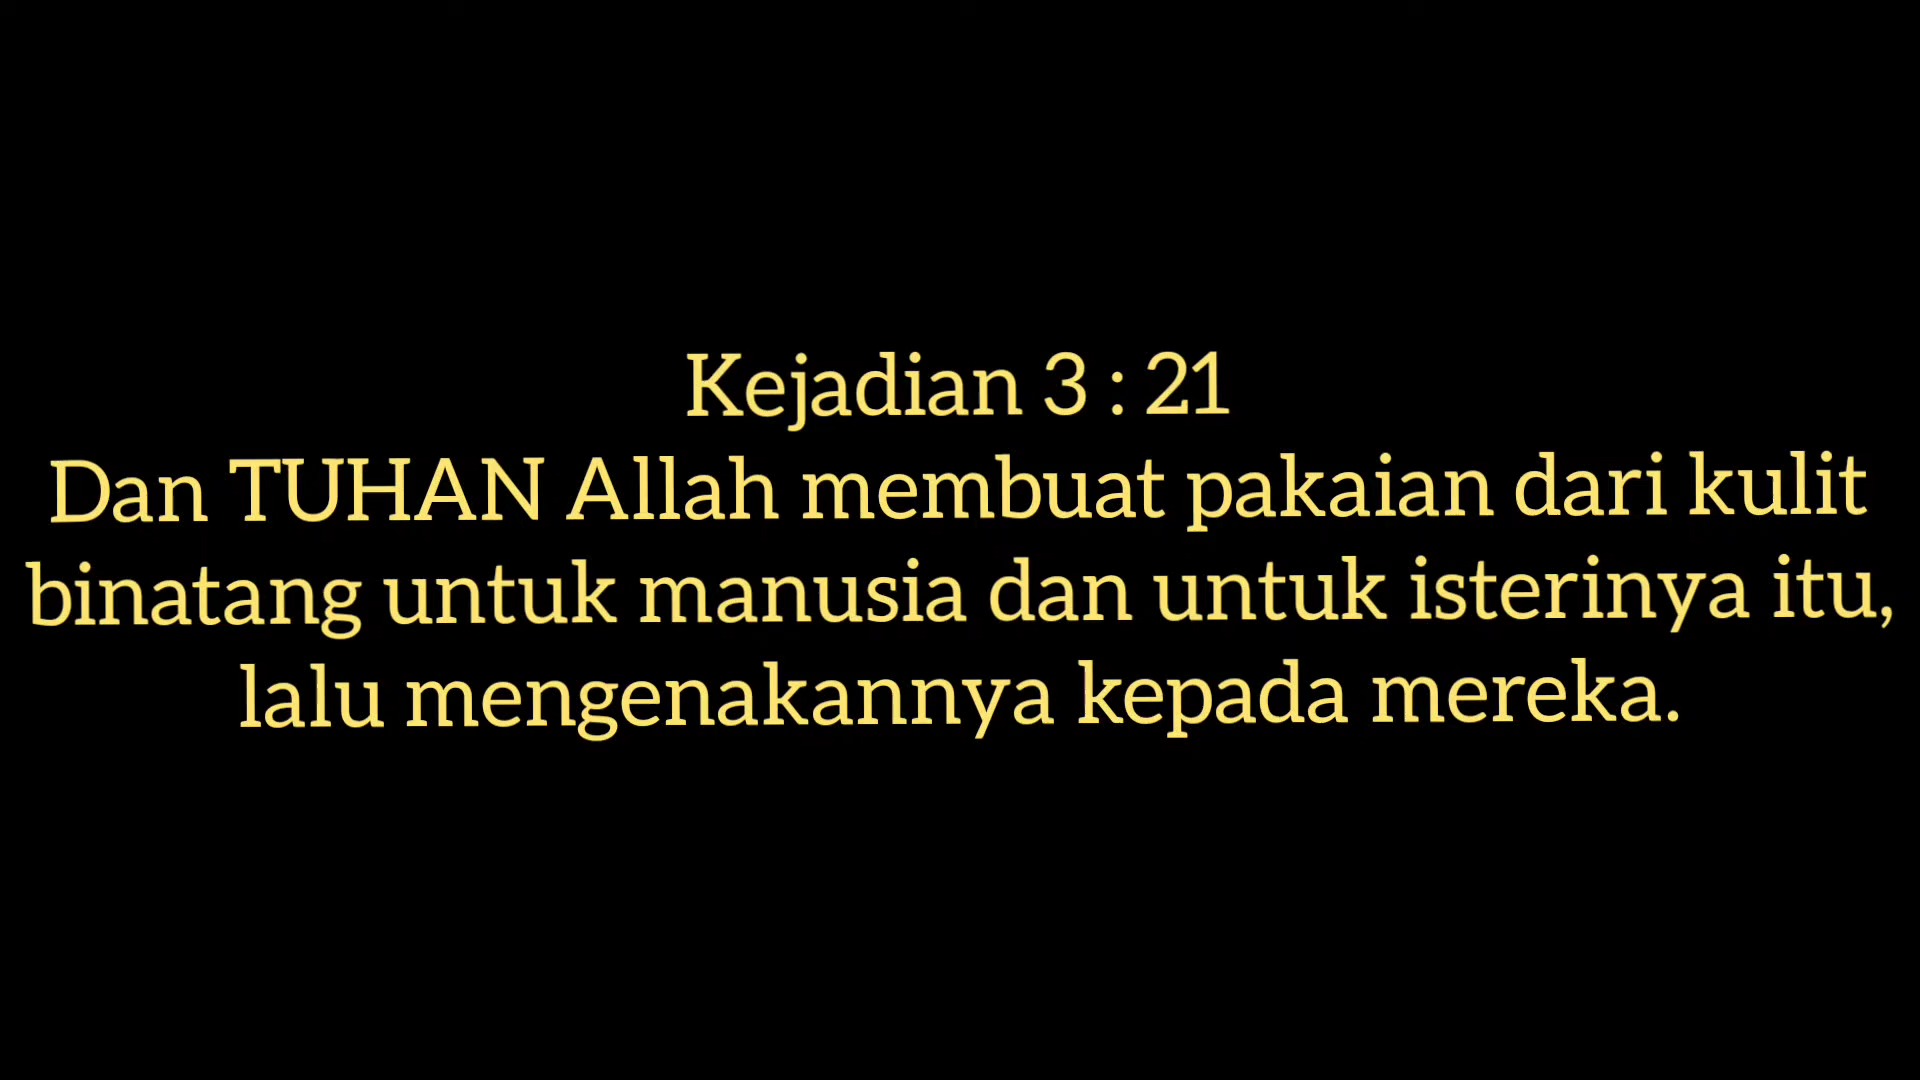 Kejadian 3 : 21
Dan TUHAN Allah membuat pakaian dari kulit
binatang untuk manusia dan untuk isterinya itu,
lalu mengenakannya kepada mereka.